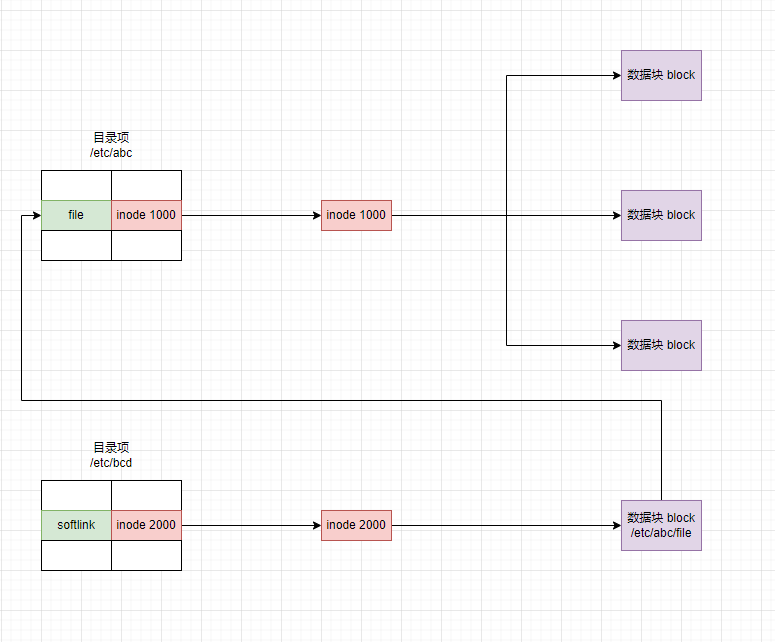 数据块 block
目录项
/etc/abc
file
inode 1000
inode 1000
数据块 block
数据块 block
目录项
/etc/bcd
softlink
inode 2000
inode 2000
数据块 block
/etc/abc/file